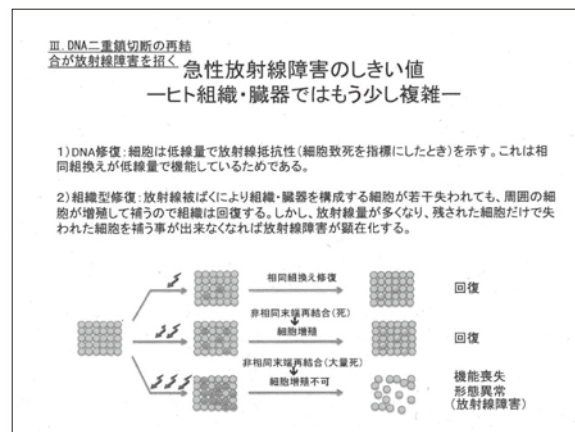 Ⅲ. DNA二重鎖切断の再結
合が放射線障害を招く
急性放射線障害のしきい値
ーヒト組織・臓器ではもう少し複雑ー
1)DNA修復:細胞は低線量で放射線抵抗性(細胞致死を指標にしたとき)を示す。これは相
同組換えが低線量で機能しているためである。
2)組織型修復:放射線被ばくにより組織・臓器を構成する細胞が若干失われても、周囲の細
胞が増殖して補うので組織は回復する。しかし、放射線量が多くなり、残された細胞だけで失
われた細胞を補う事が出来なくなれば放射線障害が顕在化する。
相同組換え修復
回復
非相同末端再結合(死)
細胞増殖
回復
非相同末端再結合(大量死)
細胞増殖不可
機能喪失
形態異常
(放射線障害)